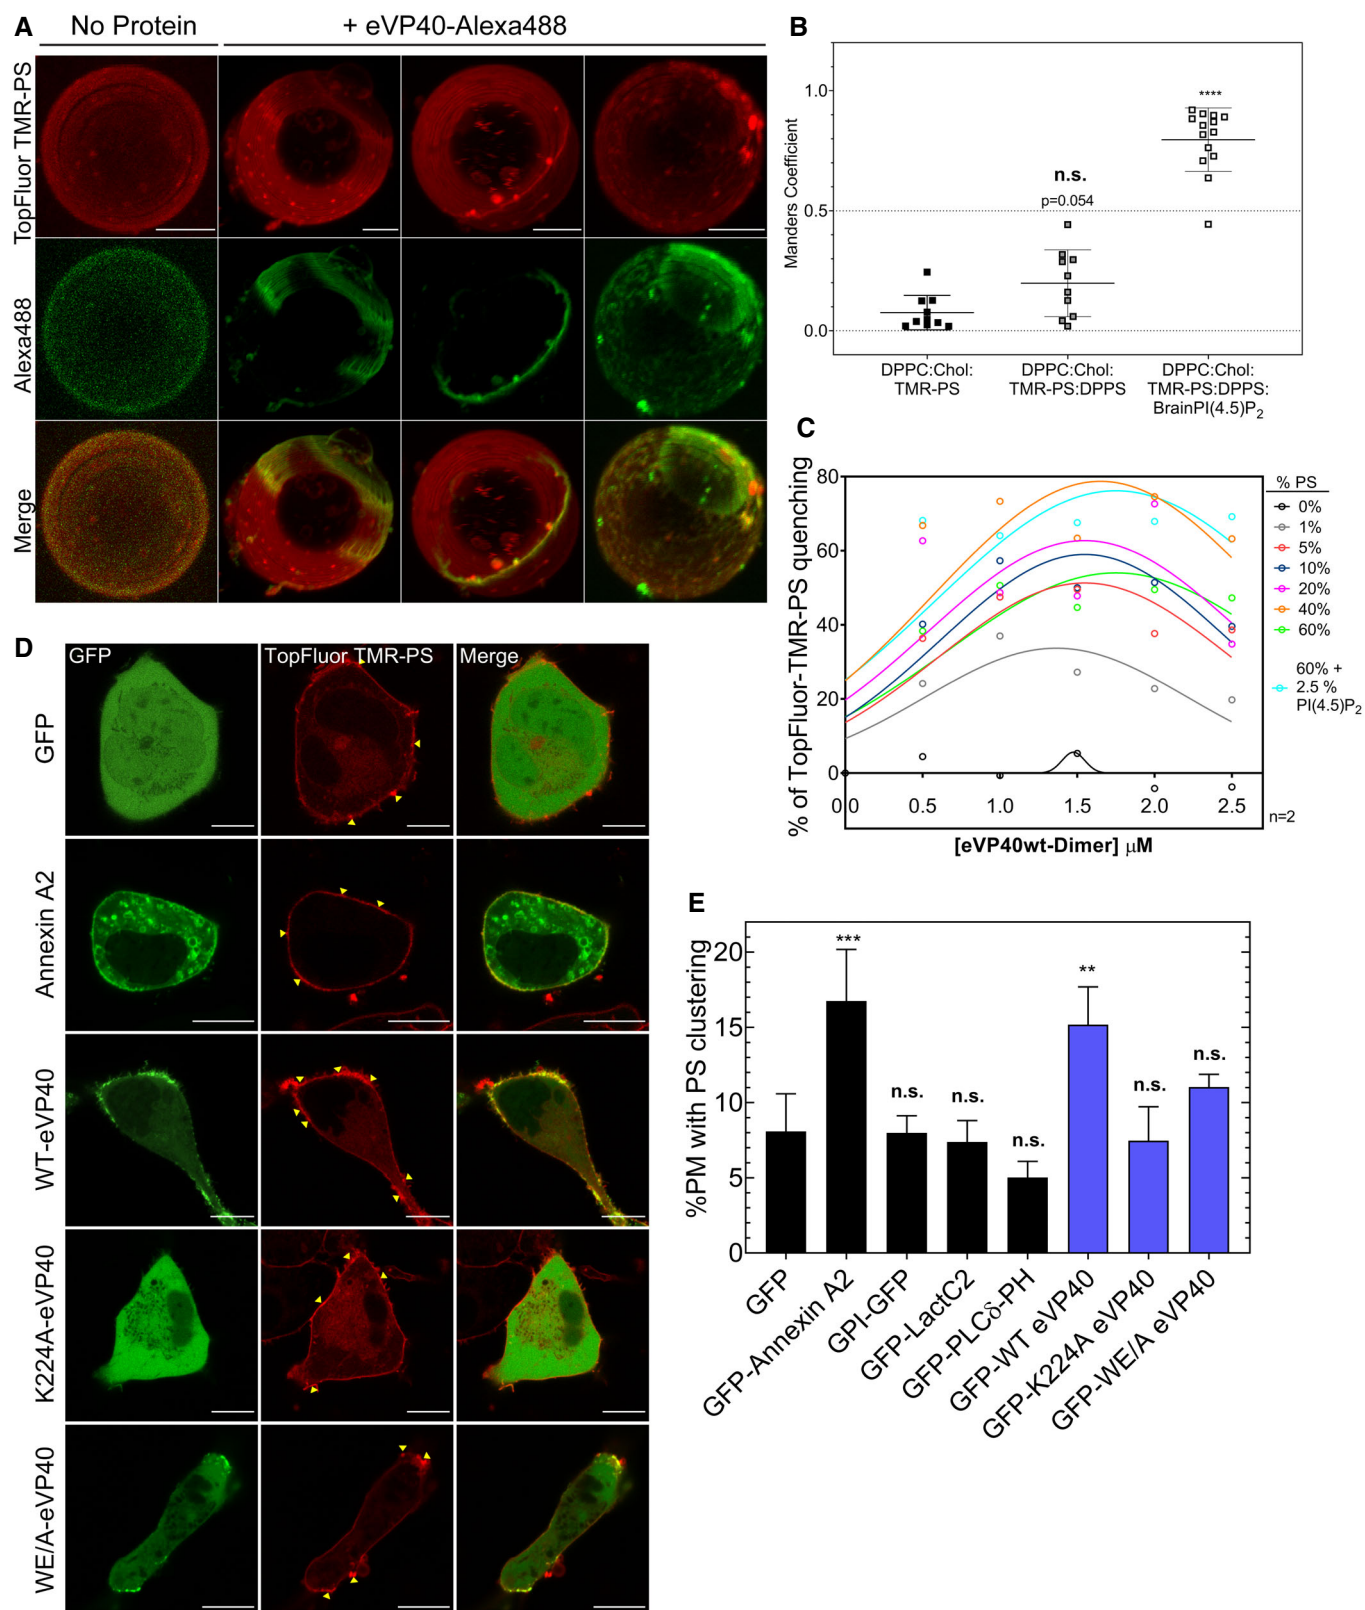 A
No Protein
+ eVP40-Alexa488
TopFluor TMR-PS
Alexa488
Merge
B
Manders Coefficient
1.0
0.5
0.0
****
n.s.
p=0.054
DPPC:Chol:
TMR-PS
DPPC:Chol:
TMR-PS:DPPS
DPPC:Chol:
TMR-PS:DPPS:
BrainPI(4.5)P2
C
% of TopFluor-TMR-PS quenching
80
60
40
20
0
0.0 0.5 1.0 1.5 2.0 2.5
[eVP40wt-Dimer] μM
n=2
% PS
0%
1%
5%
10%
20%
40%
60%
60% +
2.5 %
PI(4.5)P2
D
GFP
TopFluor TMR-PS
Merge
GFP
Annexin A2
WT-eVP40
K224A-eVP40
WE/A-eVP40
E
%PM with PS clustering
20
15
10
5
0
***
n.s.
n.s.
n.s.
**
n.s.
n.s.
GFP
GFP-Annexin A2
GPI-GFP
GFP-LactC2
GFP-PLCδ-PH
GFP-WT eVP40
GFP-K224A eVP40
GFP-WE/A eVP40